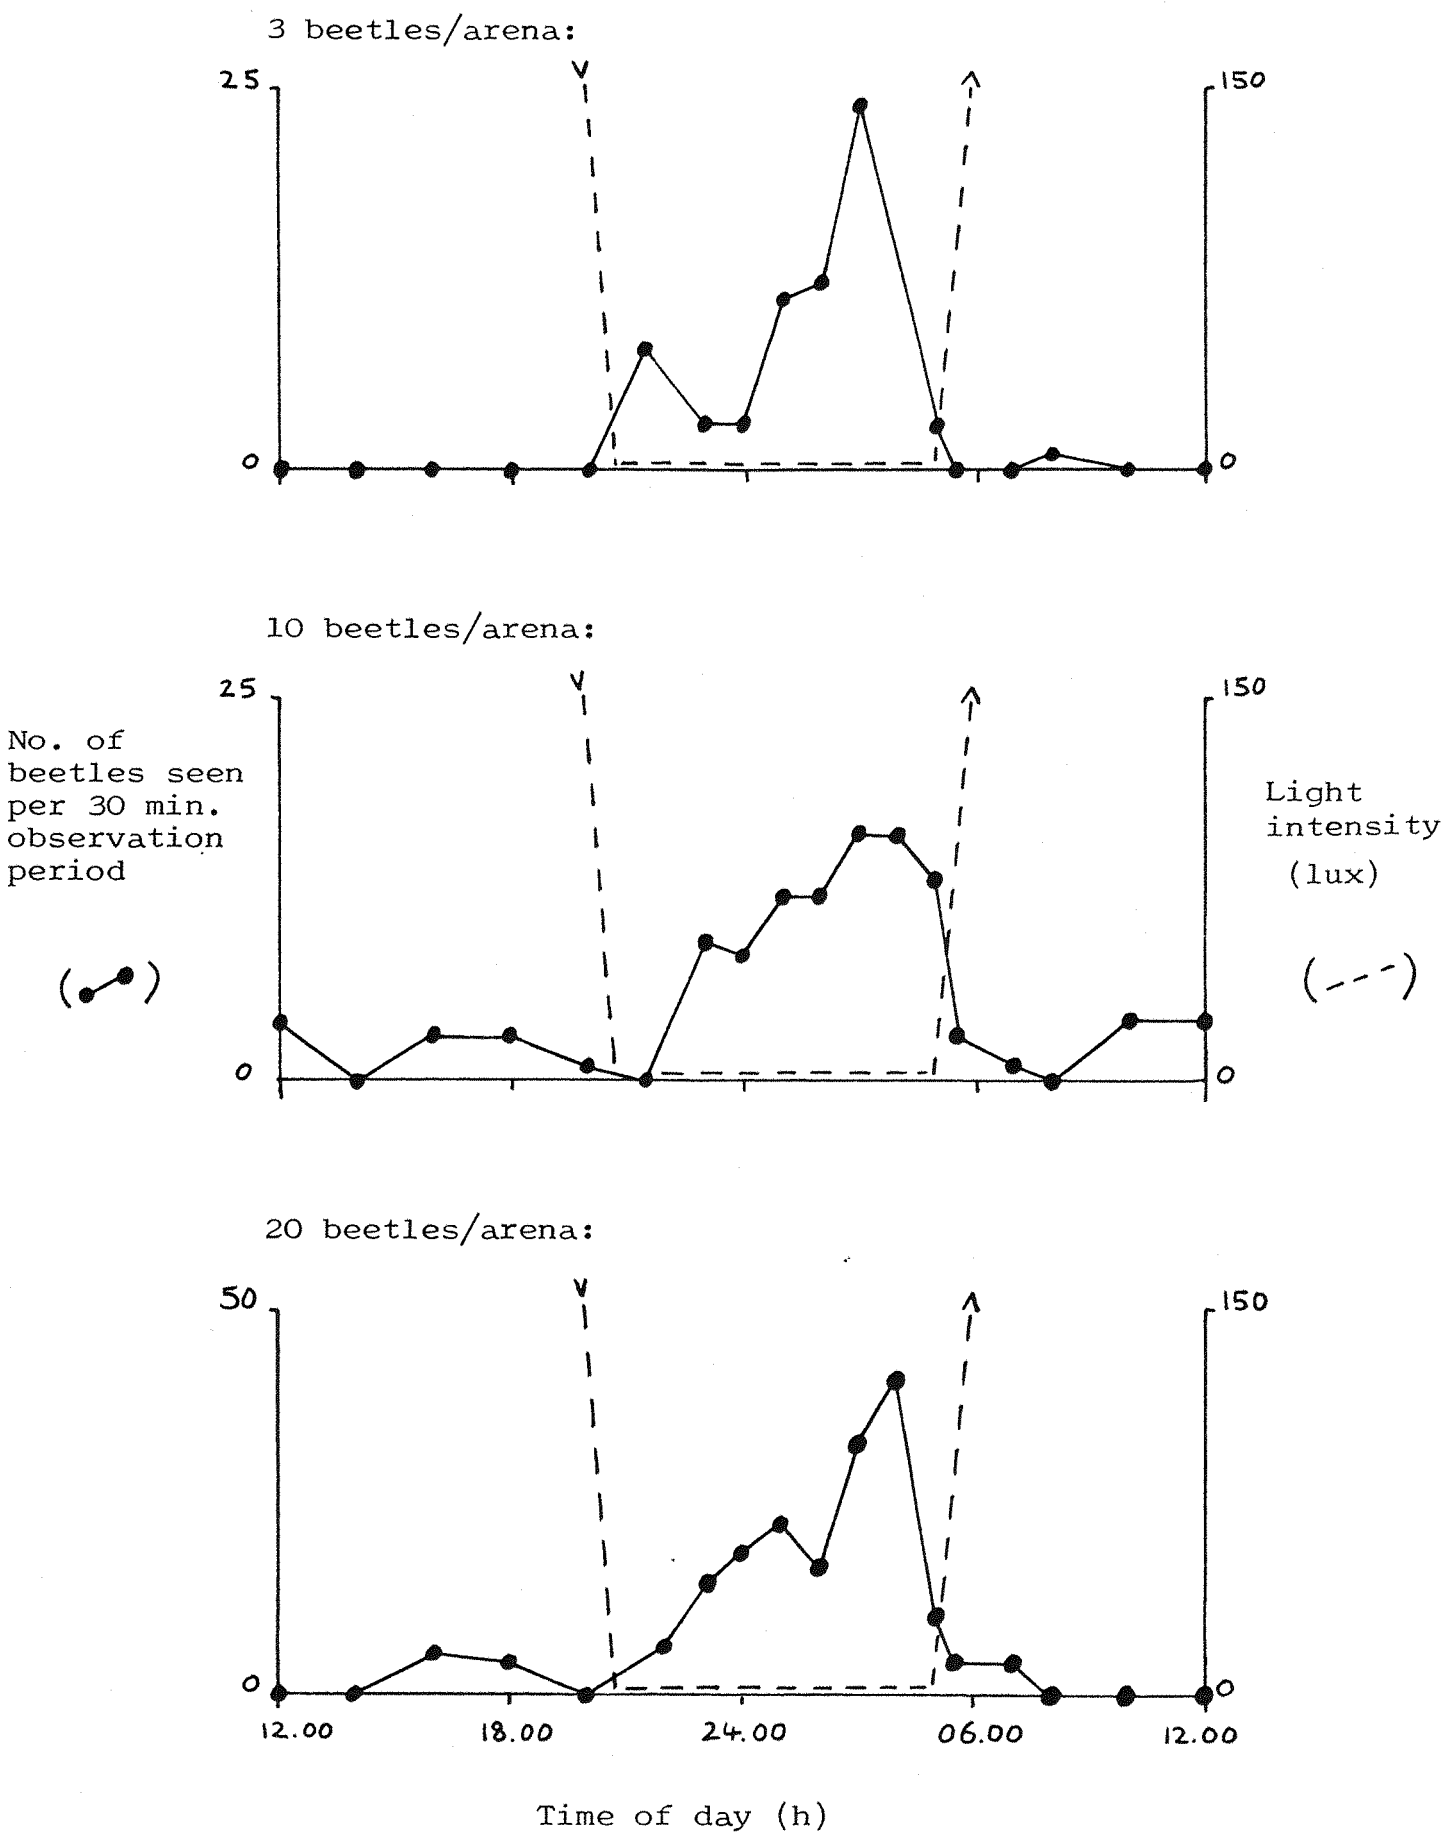 3 beetles/arena:
25
150
0
0
10 beetles/arena:
25
150
No. of
beetles seen
per 30 min.
observation
period
Light
intensity
(lux)
0
0
20 beetles/arena:
50
150
0
0
12.00 18.00 24.00 06.00 12.00
Time of day (h)